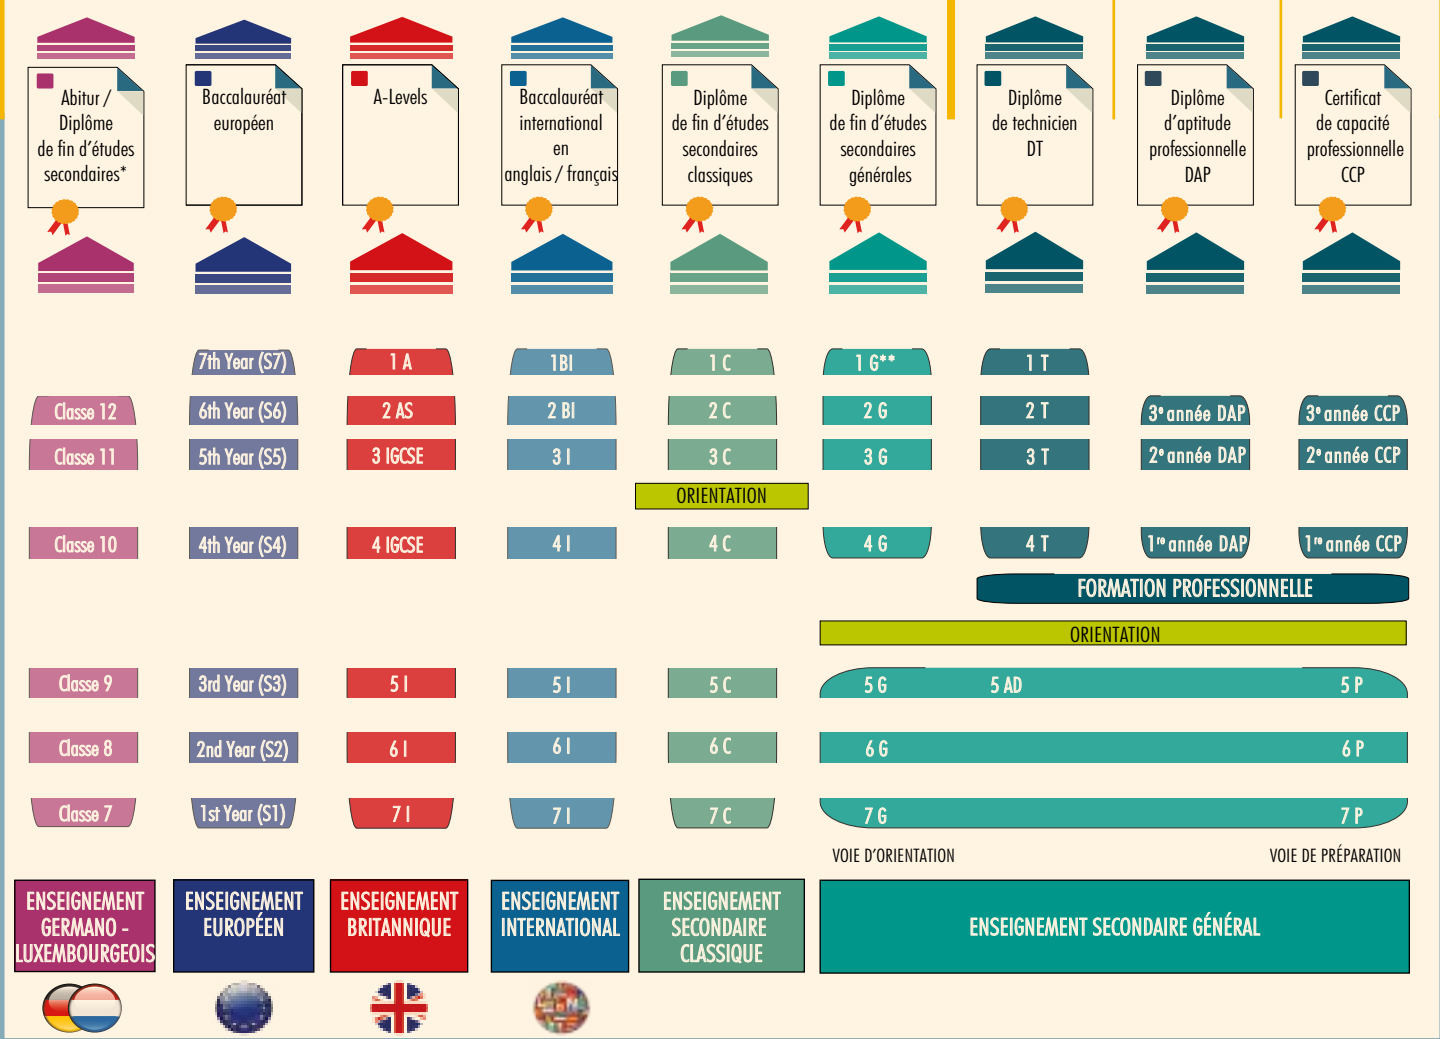 Abitur /
Diplôme
de fin d'études
secondaires*
Baccalauréat
européen
A-Levels
Baccalauréat
international
en
anglais / français
Diplôme
de fin d'études
secondaires
classiques
Diplôme
de fin d'études
secondaires
générales
Diplôme
de technicien
DT
Diplôme
d'aptitude
professionnelle
DAP
Certificat
de capacité
professionnelle
CCP
7th Year (S7)
1 A
1BI
1 C
1 G**
1 T
Classe 12
6th Year (S6)
2 AS
2 BI
2 C
2 G
2 T
3e année DAP
3e année CCP
Classe 11
5th Year (S5)
3 IGCSE
3 I
3 C
3 G
3 T
2e année DAP
2e année CCP
ORIENTATION
Classe 10
4th Year (S4)
4 IGCSE
4 I
4 C
4 G
4 T
1re année DAP
1re année CCP
FORMATION PROFESSIONNELLE
ORIENTATION
Classe 9
3rd Year (S3)
5 I
5 I
5 C
5 G
5 AD
5 P
Classe 8
2nd Year (S2)
6 I
6 I
6 C
6 G
6 P
Classe 7
1st Year (S1)
7 I
7 I
7 C
7 G
7 P
VOIE D'ORIENTATION
VOIE DE PRÉPARATION
ENSEIGNEMENT
GERMANO -
LUXEMBOURGEOIS
ENSEIGNEMENT
EUROPÉEN
ENSEIGNEMENT
BRITANNIQUE
ENSEIGNEMENT
INTERNATIONAL
ENSEIGNEMENT
SECONDAIRE
CLASSIQUE
ENSEIGNEMENT SECONDAIRE GÉNÉRAL